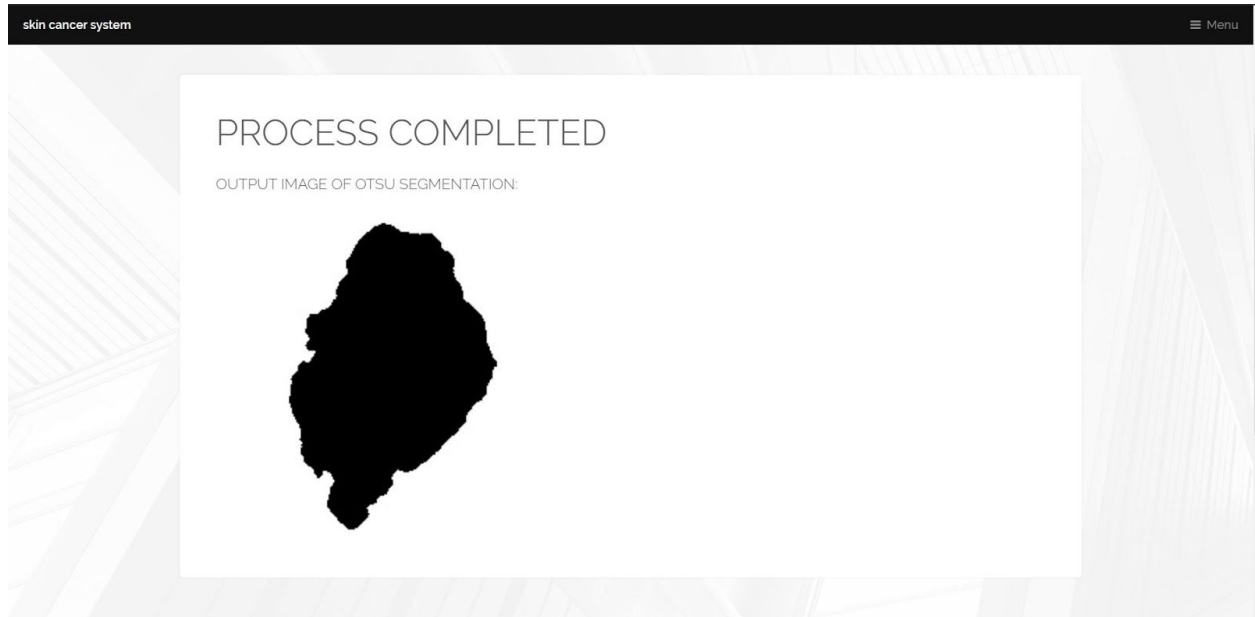 skin cancer system
Menu
PROCESS COMPLETED
OUTPUT IMAGE OF OTSU SEGMENTATION: